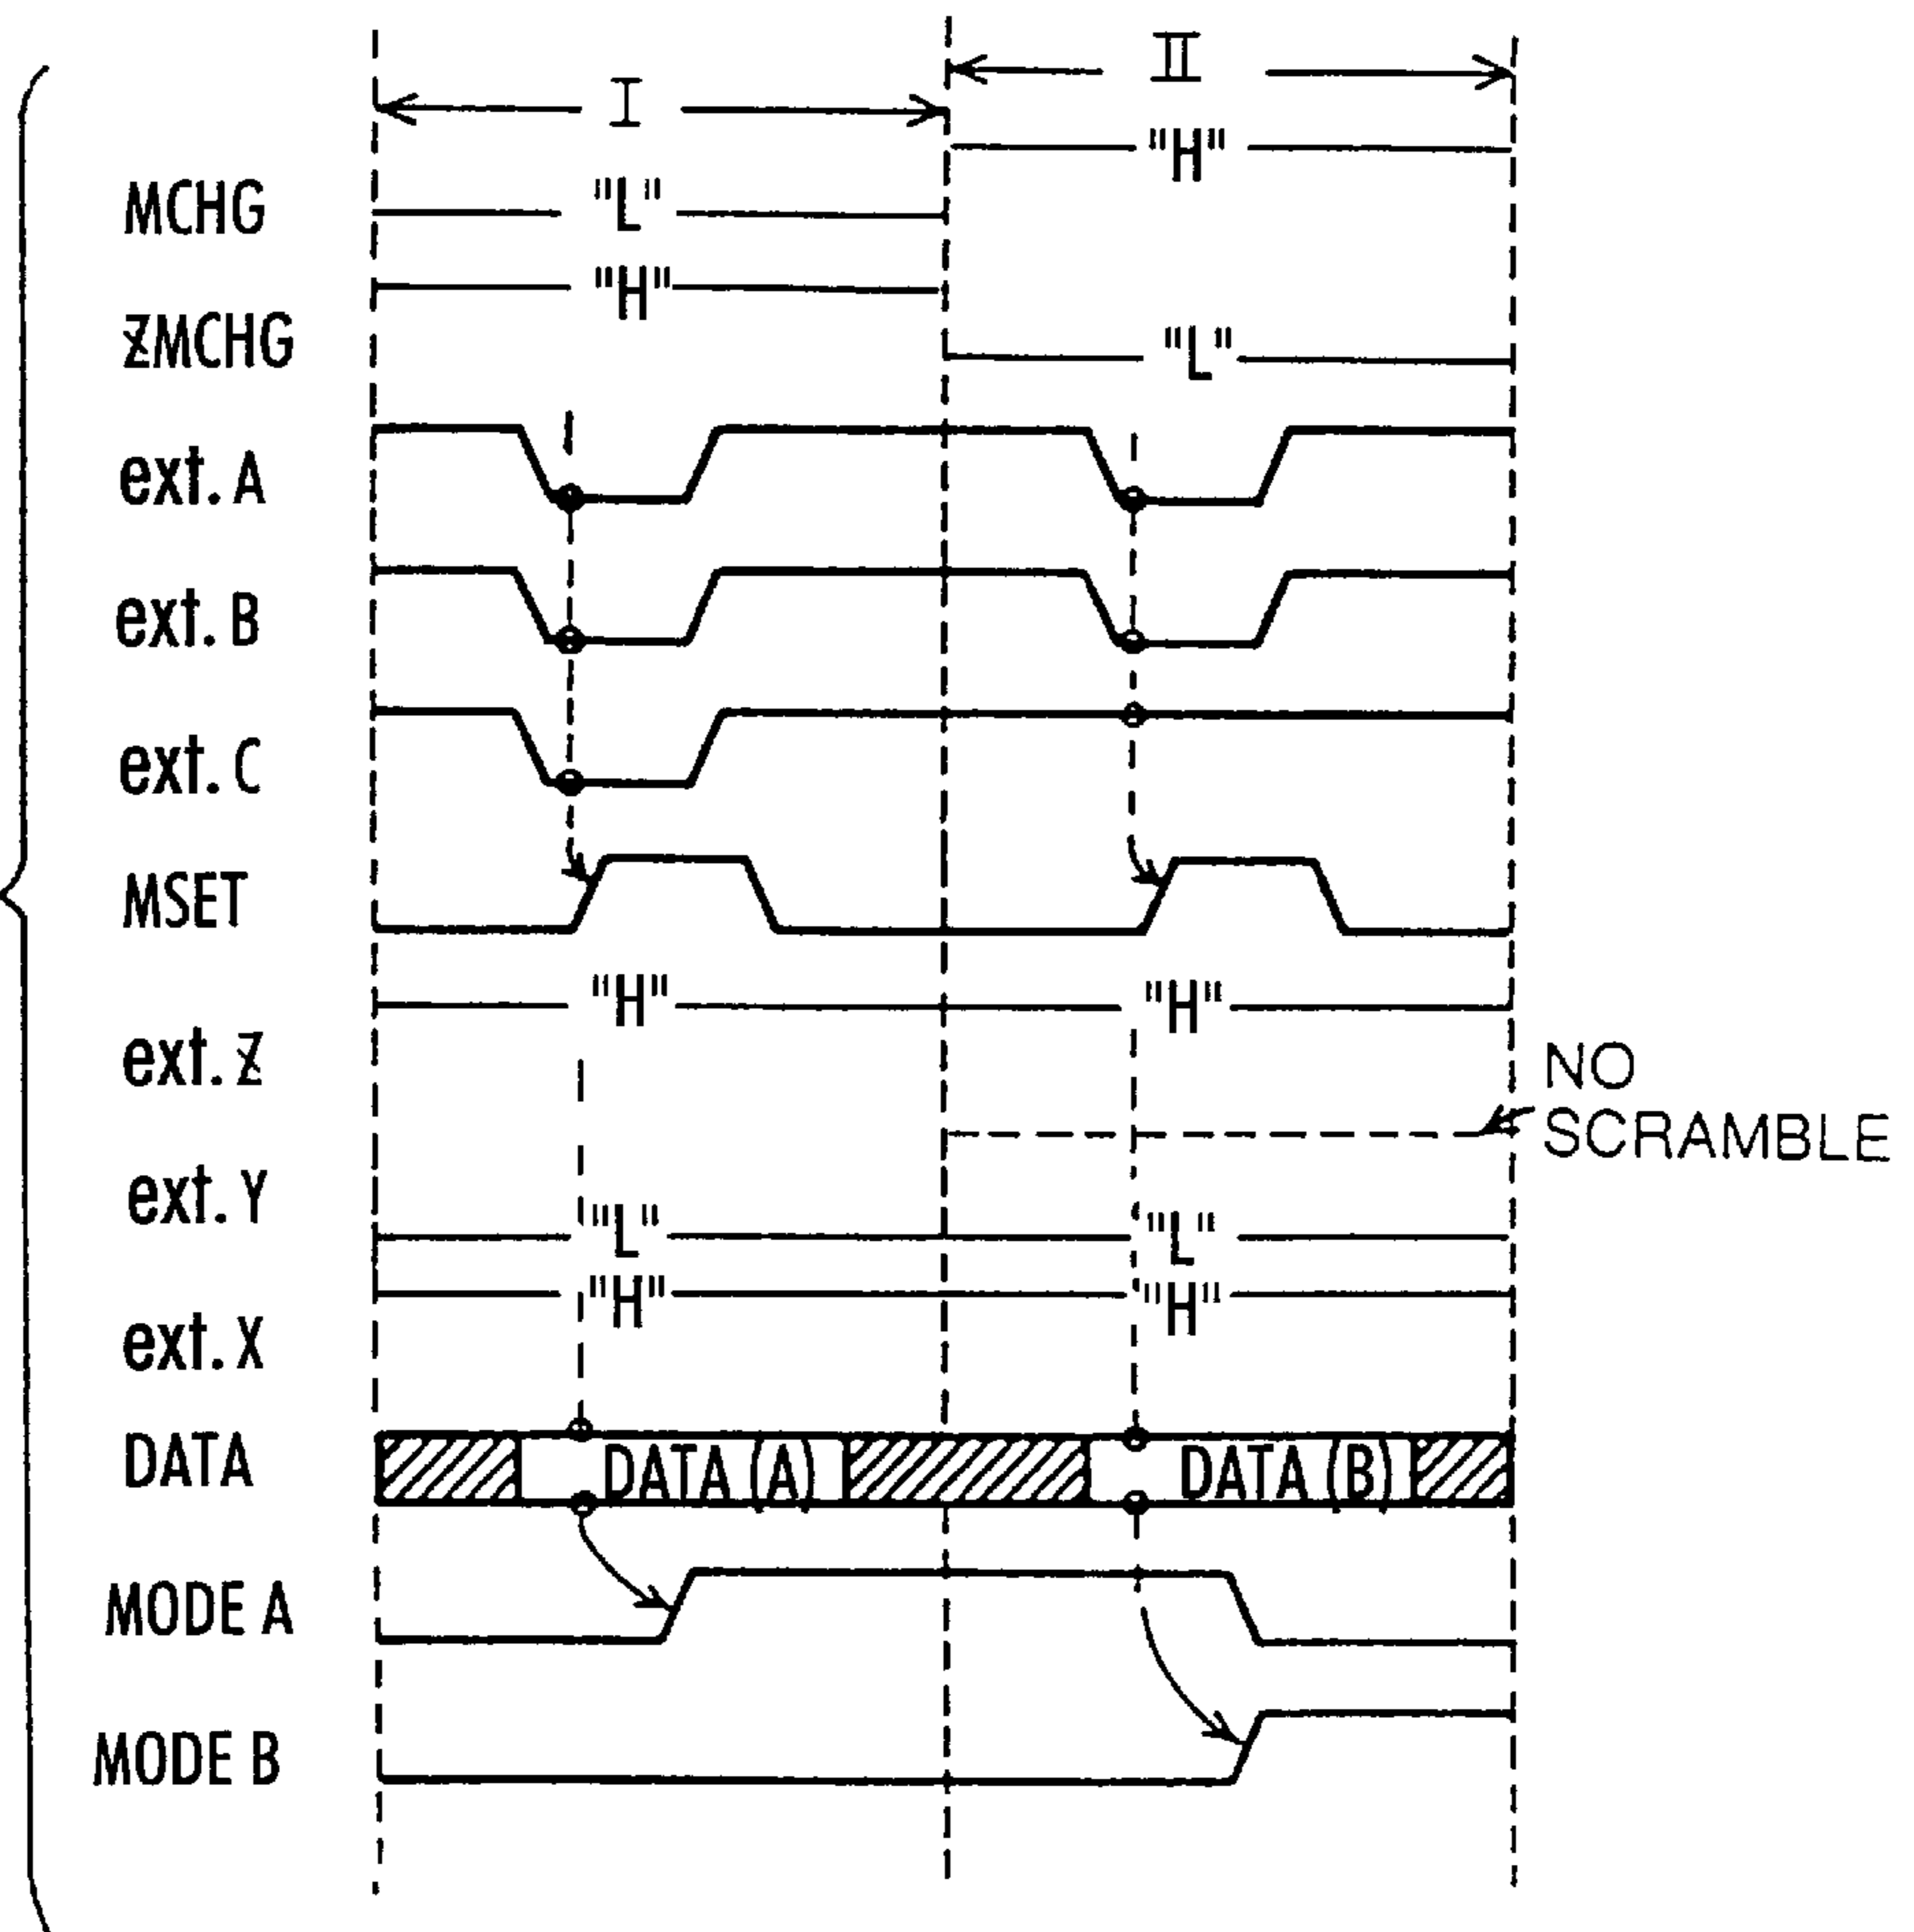 I
II
MCHG "L" "H"
ZMCHG "H" "L"
ext. A
ext. B
ext. C
MSET
ext. Z "H" "H"
NO
SCRAMBLE
ext. Y "L" "L"
ext. X "H" "H"
DATA DATA (A) DATA (B)
MODE A
MODE B